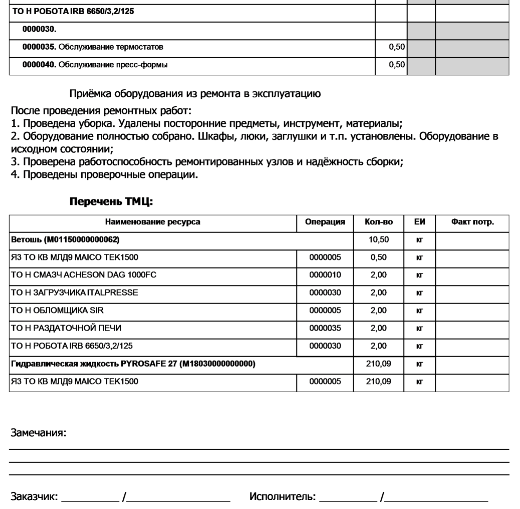 ТО Н РОБОТА IRB 6650/3,2/125
0000030.
0000035. Обслуживание термостатов 0,50
0000040. Обслуживание пресс-формы 0,50
Приёмка оборудования из ремонта в эксплуатацию
После проведения ремонтных работ:
1. Проведена уборка. Удалены посторонние предметы, инструмент, материалы;
2. Оборудование полностью собрано. Шкафы, люки, заглушки и т.п. установлены. Оборудование в
исходном состоянии;
3. Проверена работоспособность ремонтированных узлов и надёжность сборки;
4. Проведены проверочные операции.
Перечень ТМЦ:
Наименование ресурса Операция Кол-во ЕИ Факт потр.
Ветошь (М01150000000062) 10,50 кг
ЯЗ ТО КВ МЛД9 MAICO ТЕК1500 0000005 0,50 кг
ТО Н СМАЗЧ ACHESON DAG 1000FC 0000010 2,00 кг
ТО Н ЗАГРУЗЧИКА ITALPRESSE 0000030 2,00 кг
ТО Н ОБЛОМЩИКА SIR 0000005 2,00 кг
ТО Н РАЗДАТОЧНОЙ ПЕЧИ 0000035 2,00 кг
ТО Н РОБОТА IRB 6650/3,2/125 0000030 2,00 кг
Гидравлическая жидкость PYROSAFE 27 (М18030000000000) 210,09 кг
ЯЗ ТО КВ МЛД9 MAICO ТЕК1500 0000005 210,09 кг
Замечания:
Заказчик: __________ /__________________ Исполнитель: __________ /__________________